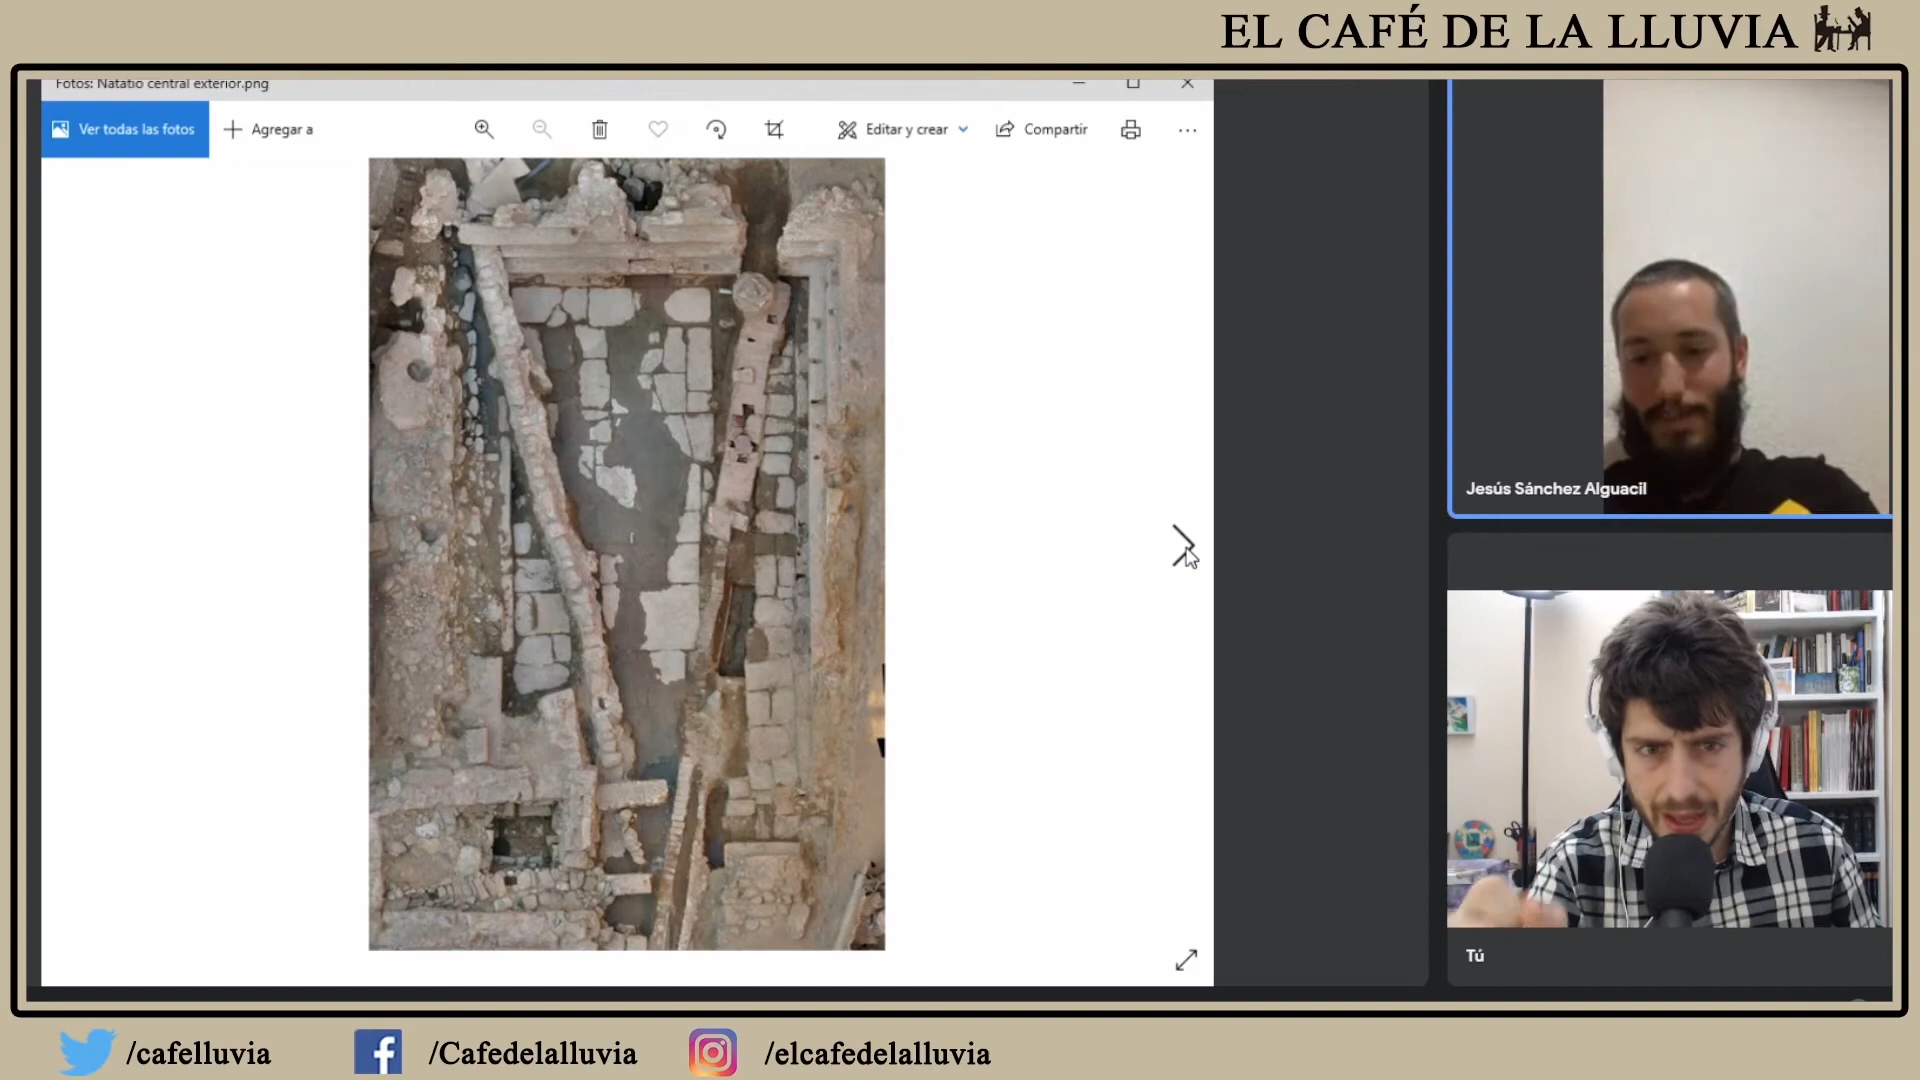 EL CAFÉ DE LA LLUVIA
Fotos: Natatio central exterior.png
Ver todas las fotos
Agregar a
Editar y crear
Compartir
Jesús Sánchez Alguacil
Tú
/cafelluvia
/Cafedelalluvia
/elcafedelalluvia